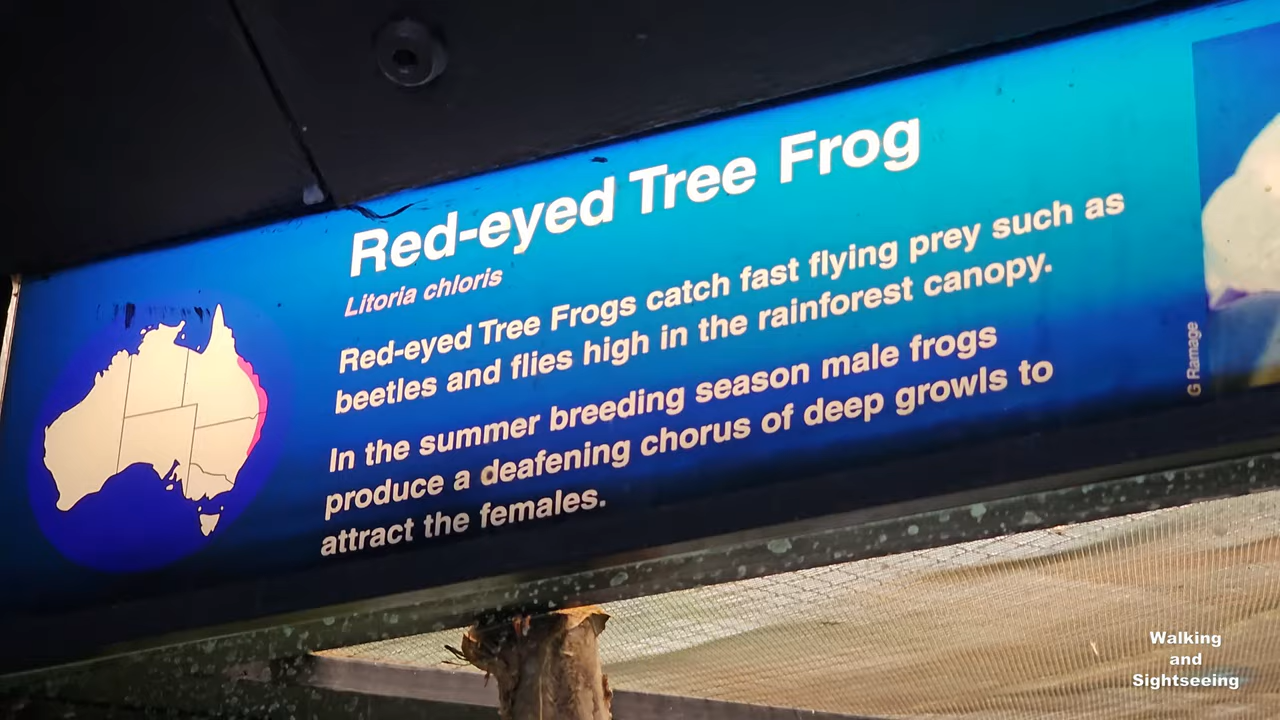 Red-eyed Tree Frog
Litoria chloris
Red-eyed Tree Frogs catch fast flying prey such as
beetles and flies high in the rainforest canopy.
In the summer breeding season male frogs
produce a deafening chorus of deep growls to
attract the females.
G Ramage
Walking
and
Sightseeing